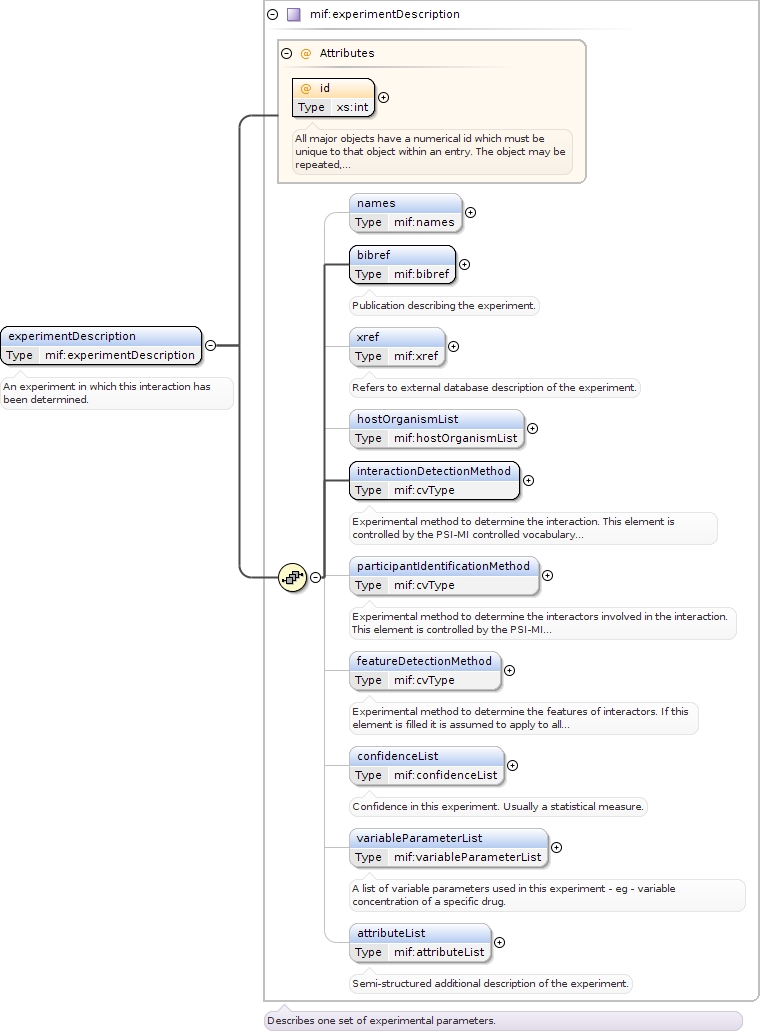 mif:experimentDescription
@ Attributes
@ id
Type xs:int
All major objects have a numerical id which must be
unique to that object within an entry. The object may be
repeated,...
names
Type mif:names
bibref
Type mif:bibref
Publication describing the experiment.
experimentDescription
Type mif:experimentDescription
An experiment in which this interaction has
been determined.
xref
Type mif:xref
Refers to external database description of the experiment.
hostOrganismList
Type mif:hostOrganismList
interactionDetectionMethod
Type mif:cvType
Experimental method to determine the interaction. This element is
controlled by the PSI-MI controlled vocabulary...
participantIdentificationMethod
Type mif:cvType
Experimental method to determine the interactors involved in the interaction.
This element is controlled by the PSI-MI...
featureDetectionMethod
Type mif:cvType
Experimental method to determine the features of interactors. If this
element is filled it is assumed to apply to all...
confidenceList
Type mif:confidenceList
Confidence in this experiment. Usually a statistical measure.
variableParameterList
Type mif:variableParameterList
A list of variable parameters used in this experiment - eg - variable
concentration of a specific drug.
attributeList
Type mif:attributeList
Semi-structured additional description of the experiment.
Describes one set of experimental parameters.